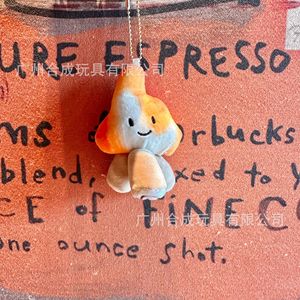 URE ESPRESSO
广州合成玩具有限公司
ms rbucks
blend, xed to Y
CE of FINEC
广州合成玩具有限公司
one ounce shot.